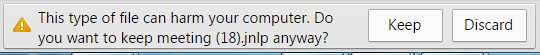 This type of file can harm your computer. Do
you want to keep meeting (18).jnlp anyway?
Keep
Discard